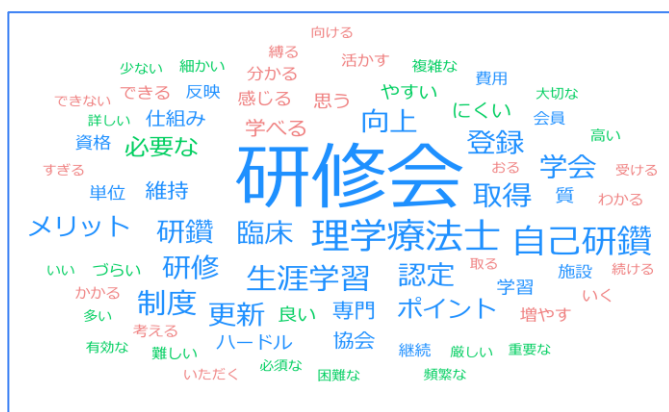 向ける
縛る
少ない 細かい 分かる 活かす 複雑な
できない できる 反映 感じる 思う やすい 費用 大切な
詳しい 仕組み 学べる 向上 にくい 会員
資格 必要な 研修会 登録 高い
すぎる 単位 維持 おる 学会 受ける
取得 質 わかる
メリット 研鑽 臨床 理学療法士 自己研鑽
いい づらい 研修 生涯学習 認定 取る 施設 続ける
かかる 制度 学習 いく
多い 更新 良い 専門 ポイント 増やす
考える
有効な 難しい ハードル 協会 継続 厳しい 重要な
いただく 必須な 困難な 頻繁な